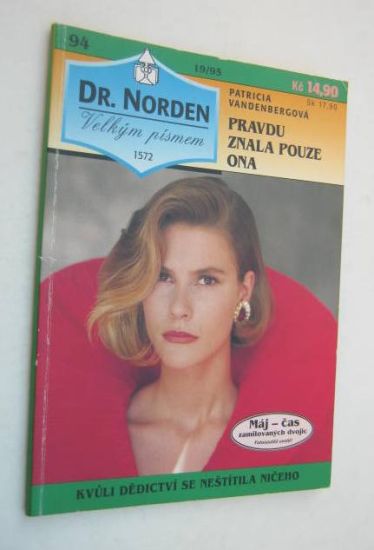 94
19/95
Kč 14,90
Sk 17,90
DR. NORDEN
Velkým písmem
1572
PATRICIA
VANDENBERGOVÁ
PRAVDU
ZNALA POUZE
ONA
Máj – čas
zamilovaných dvojic
KVŮLI DĚDICTVÍ SE NEŠTÍTILA NIČEHO